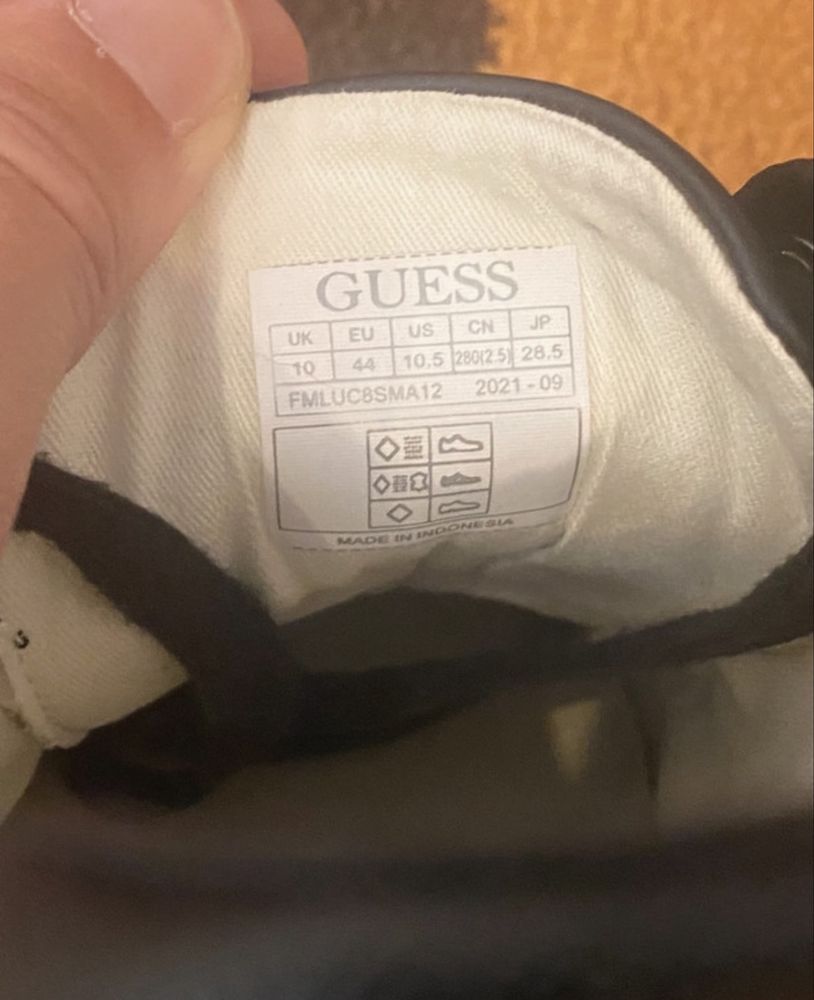 GUESS
UK EU US CN JP
10 44 10.5 280(2.5) 28.5
FMLUC8SMA12 2021-09
MADE IN INDONESIA